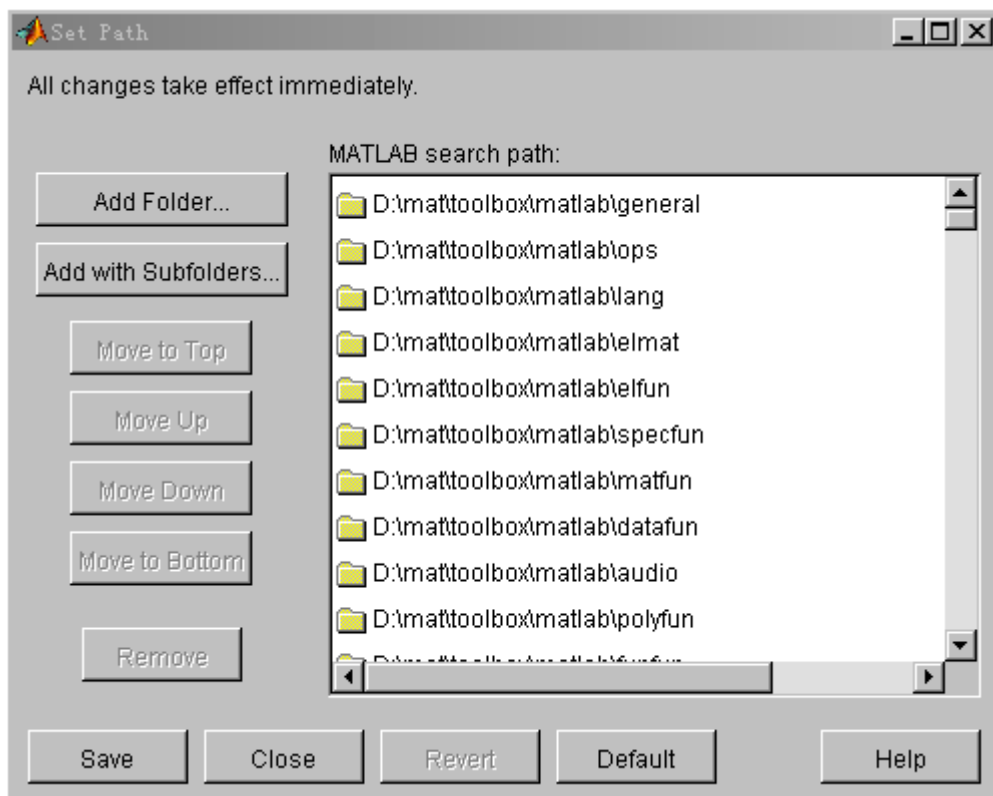 Set Path
All changes take effect immediately.
MATLAB search path:
Add Folder...
Add with Subfolders...
Move to Top
Move Up
Move Down
Move to Bottom
Remove
D:\mat\toolbox\matlab\general
D:\mat\toolbox\matlab\ops
D:\mat\toolbox\matlab\lang
D:\mat\toolbox\matlab\elmat
D:\mat\toolbox\matlab\elfun
D:\mat\toolbox\matlab\specfun
D:\mat\toolbox\matlab\matfun
D:\mat\toolbox\matlab\datafun
D:\mat\toolbox\matlab\audio
D:\mat\toolbox\matlab\polyfun
Save
Close
Revert
Default
Help